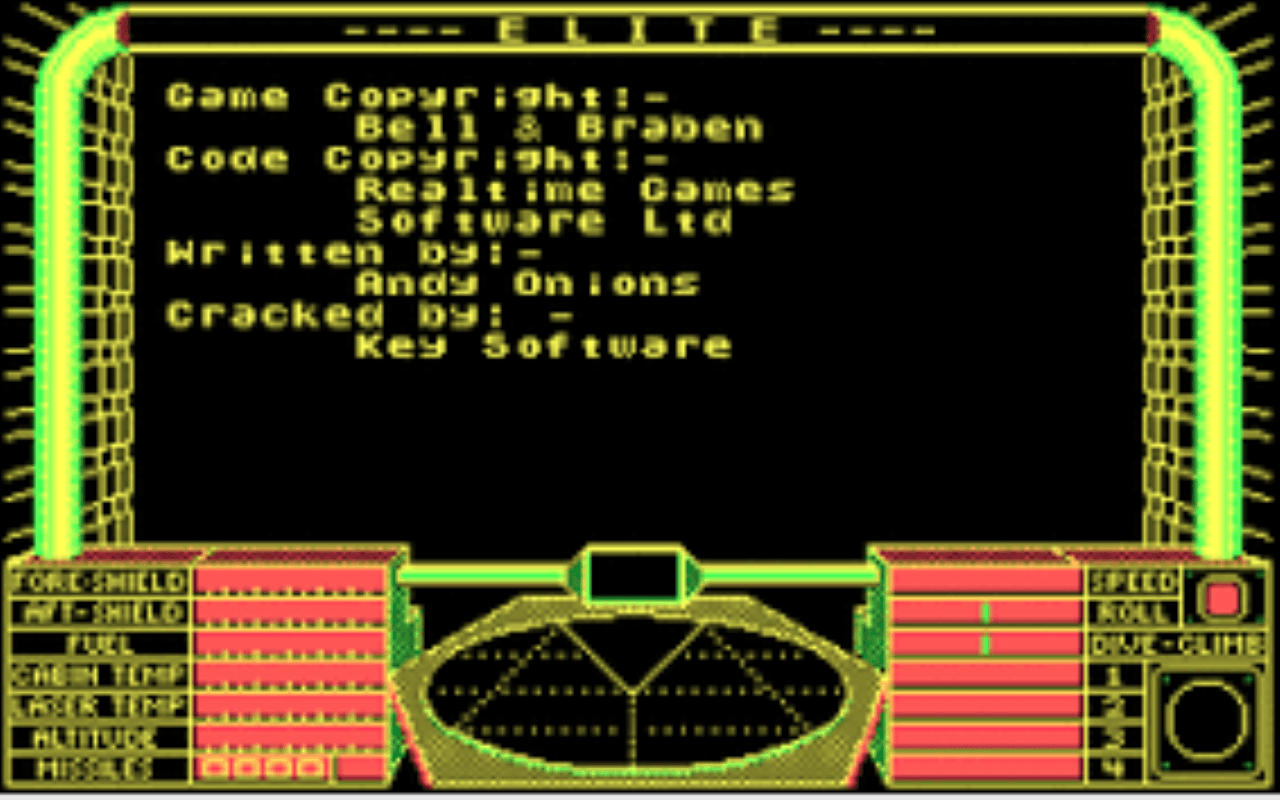 ---- E L I T E ----
Game Copyright:-
Bell & Braben
Code Copyright:-
Realtime Games
Software Ltd
Written by:-
Andy Onions
Cracked by: -
Key Software
FORE-SHIELD
AFT-SHIELD
FUEL
CABIN TEMP
LASER TEMP
ALTITUDE
MISSILES
SPEED
ROLL
DIVE-CLIMB
1
2
3
4